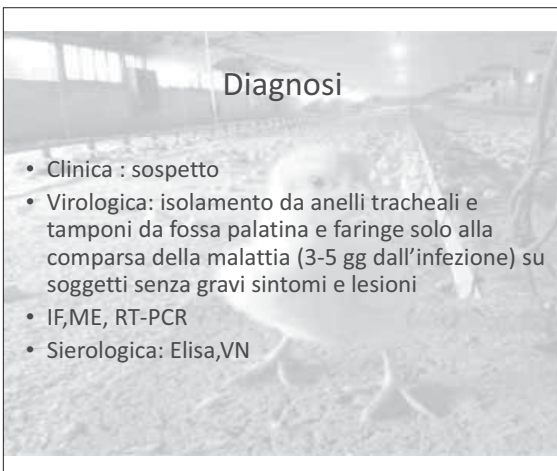 Diagnosi
• Clinica : sospetto
• Virologica: isolamento da anelli tracheali e
tamponi da fossa palatina e faringe solo alla
comparsa della malattia (3-5 gg dall'infezione) su
soggetti senza gravi sintomi e lesioni
• IF,ME, RT-PCR
• Sierologica: Elisa,VN